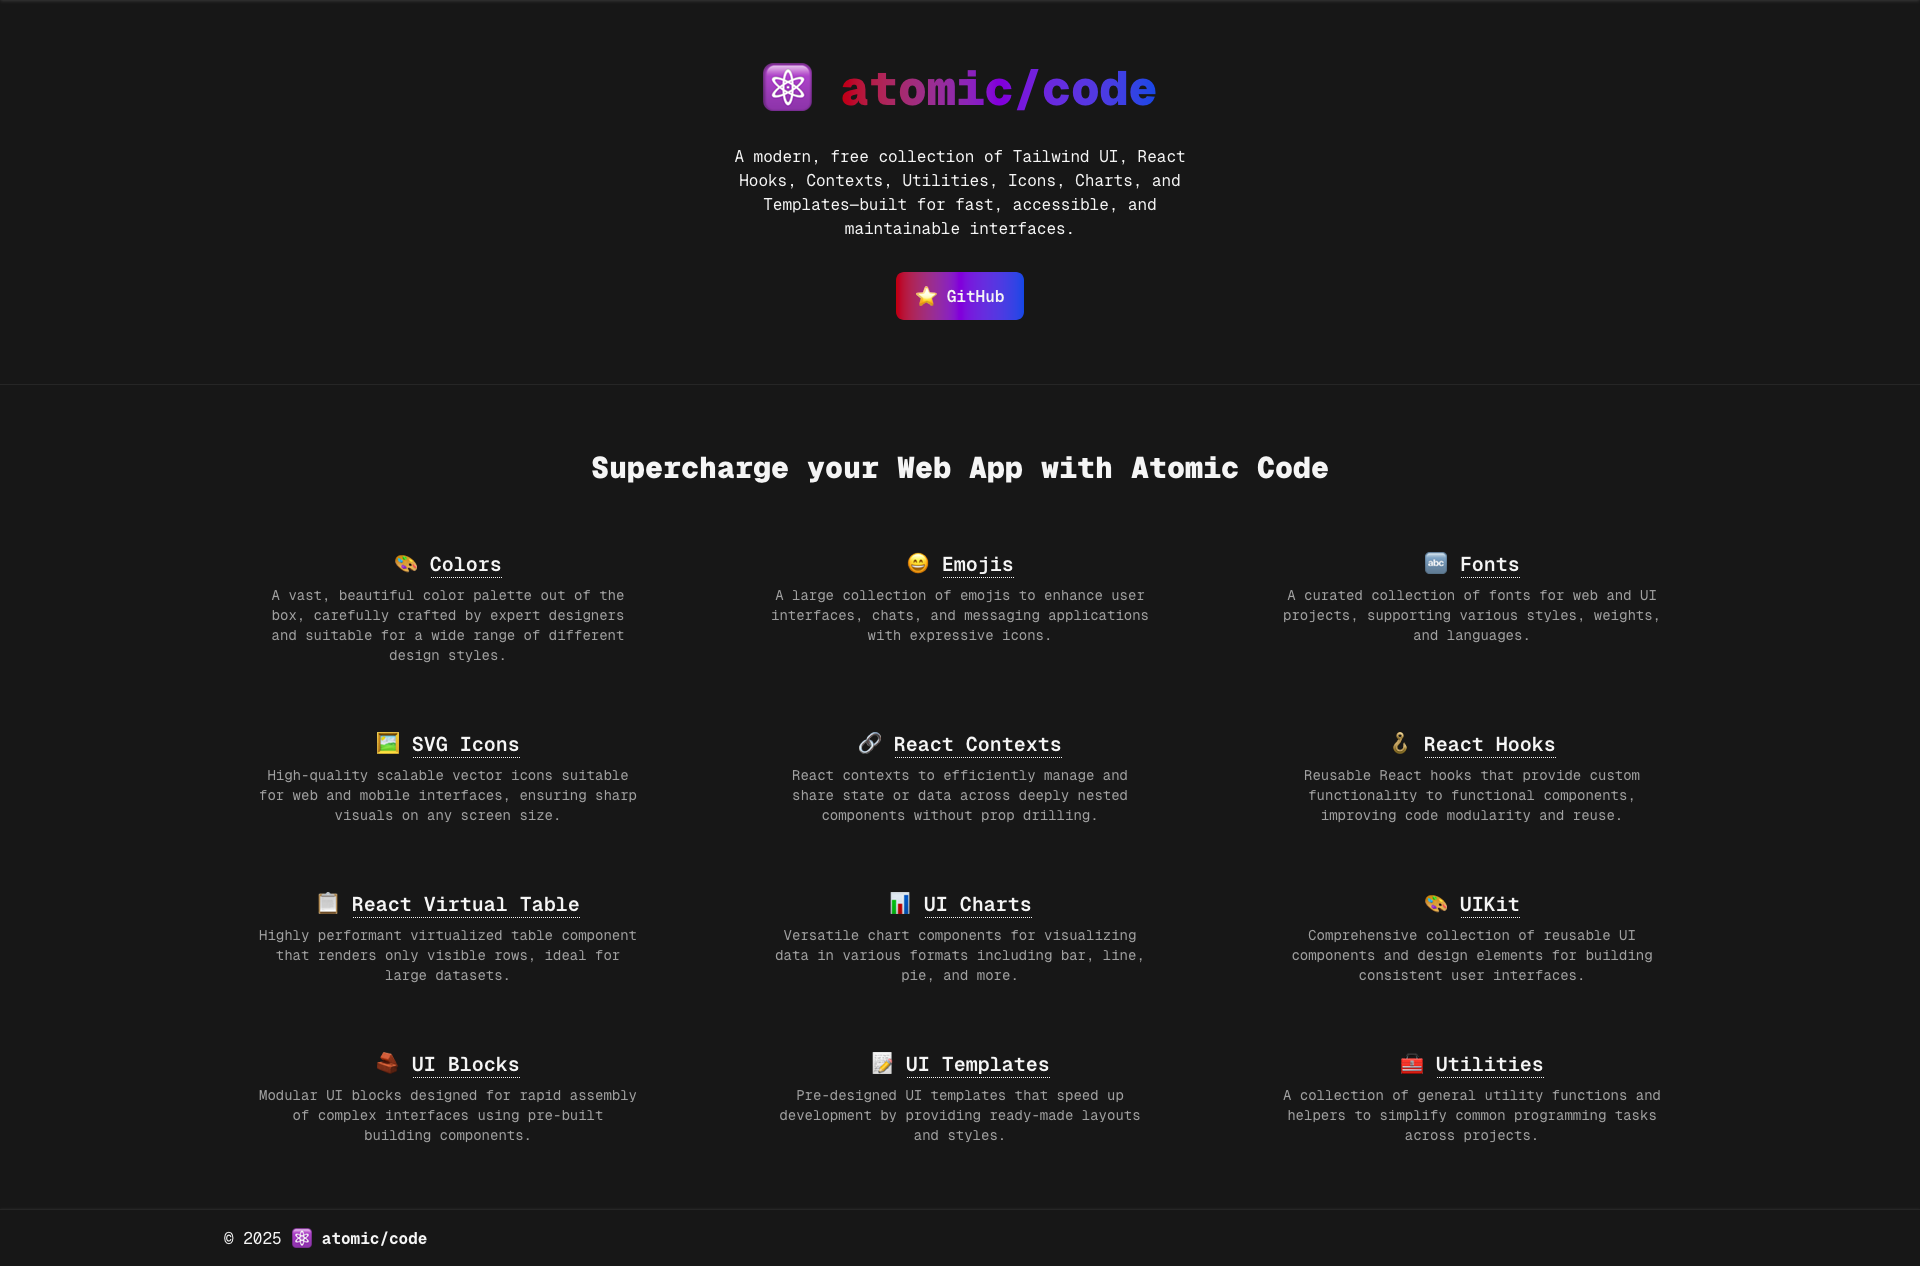 ⚛️ atomic/code
A modern, free collection of Tailwind UI, React
Hooks, Contexts, Utilities, Icons, Charts, and
Templates—built for fast, accessible, and
maintainable interfaces.
⭐ GitHub
Supercharge your Web App with Atomic Code
🎨 Colors
A vast, beautiful color palette out of the
box, carefully crafted by expert designers
and suitable for a wide range of different
design styles.
😄 Emojis
A large collection of emojis to enhance user
interfaces, chats, and messaging applications
with expressive icons.
🔤 Fonts
A curated collection of fonts for web and UI
projects, supporting various styles, weights,
and languages.
🖼️ SVG Icons
High-quality scalable vector icons suitable
for web and mobile interfaces, ensuring sharp
visuals on any screen size.
🔗 React Contexts
React contexts to efficiently manage and
share state or data across deeply nested
components without prop drilling.
🪝 React Hooks
Reusable React hooks that provide custom
functionality to functional components,
improving code modularity and reuse.
📋 React Virtual Table
Highly performant virtualized table component
that renders only visible rows, ideal for
large datasets.
📊 UI Charts
Versatile chart components for visualizing
data in various formats including bar, line,
pie, and more.
🎨 UIKit
Comprehensive collection of reusable UI
components and design elements for building
consistent user interfaces.
🧱 UI Blocks
Modular UI blocks designed for rapid assembly
of complex interfaces using pre-built
building components.
📝 UI Templates
Pre-designed UI templates that speed up
development by providing ready-made layouts
and styles.
🧰 Utilities
A collection of general utility functions and
helpers to simplify common programming tasks
across projects.
© 2025 ⚛️ atomic/code